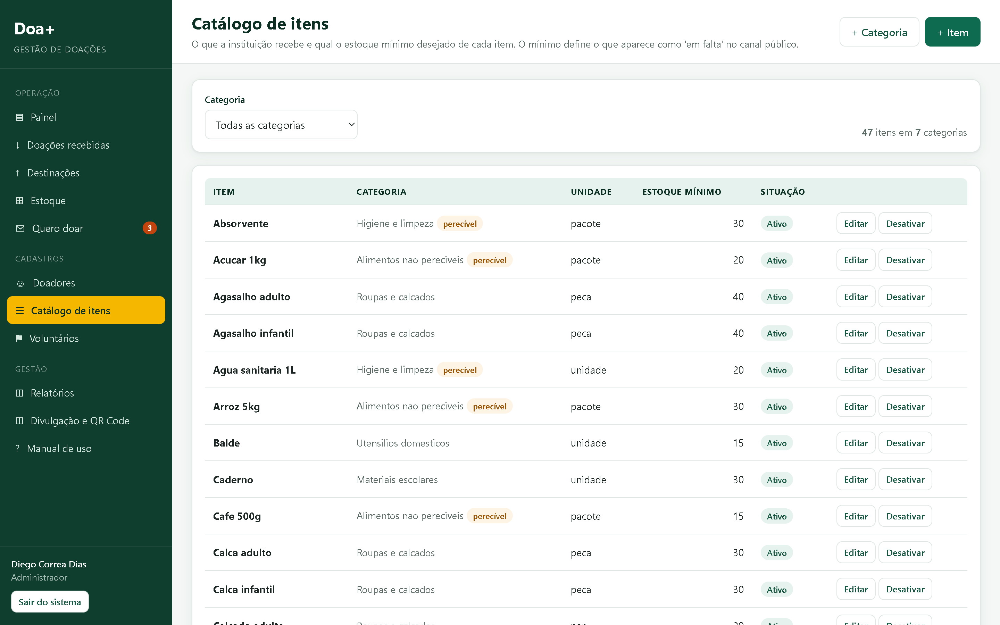 Doa+
GESTÃO DE DOAÇÕES
OPERAÇÃO
Painel
↓ Doações recebidas
↑ Destinações
Estoque
Quero doar 3
CADASTROS
Doadores
Catálogo de itens
Voluntários
GESTÃO
Relatórios
Divulgação e QR Code
? Manual de uso
Diego Correa Dias
Administrador
Sair do sistema
Catálogo de itens
O que a instituição recebe e qual o estoque mínimo desejado de cada item. O mínimo define o que aparece como 'em falta' no canal público.
+ Categoria + Item
Categoria
Todas as categorias
47 itens em 7 categorias
ITEM CATEGORIA UNIDADE ESTOQUE MÍNIMO SITUAÇÃO
Absorvente Higiene e limpeza perecível pacote 30 Ativo Editar Desativar
Acucar 1kg Alimentos nao pereciveis perecível pacote 20 Ativo Editar Desativar
Agasalho adulto Roupas e calcados peca 40 Ativo Editar Desativar
Agasalho infantil Roupas e calcados peca 40 Ativo Editar Desativar
Agua sanitaria 1L Higiene e limpeza perecível unidade 20 Ativo Editar Desativar
Arroz 5kg Alimentos nao pereciveis perecível pacote 30 Ativo Editar Desativar
Balde Utensilios domesticos unidade 15 Ativo Editar Desativar
Caderno Materiais escolares unidade 30 Ativo Editar Desativar
Cafe 500g Alimentos nao pereciveis perecível pacote 15 Ativo Editar Desativar
Calca adulto Roupas e calcados peca 30 Ativo Editar Desativar
Calca infantil Roupas e calcados peca 30 Ativo Editar Desativar